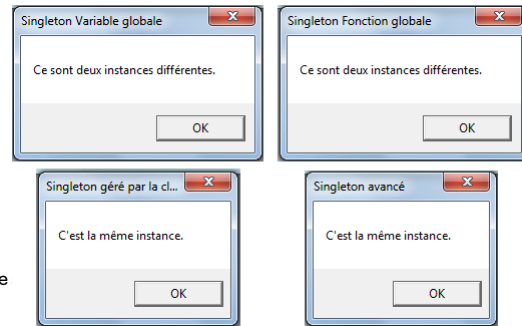 Singleton Variable globale
Ce sont deux instances différentes.
OK
Singleton Fonction globale
Ce sont deux instances différentes.
OK
Singleton géré par la cl...
C'est la même instance.
OK
Singleton avancé
C'est la même instance.
OK
e